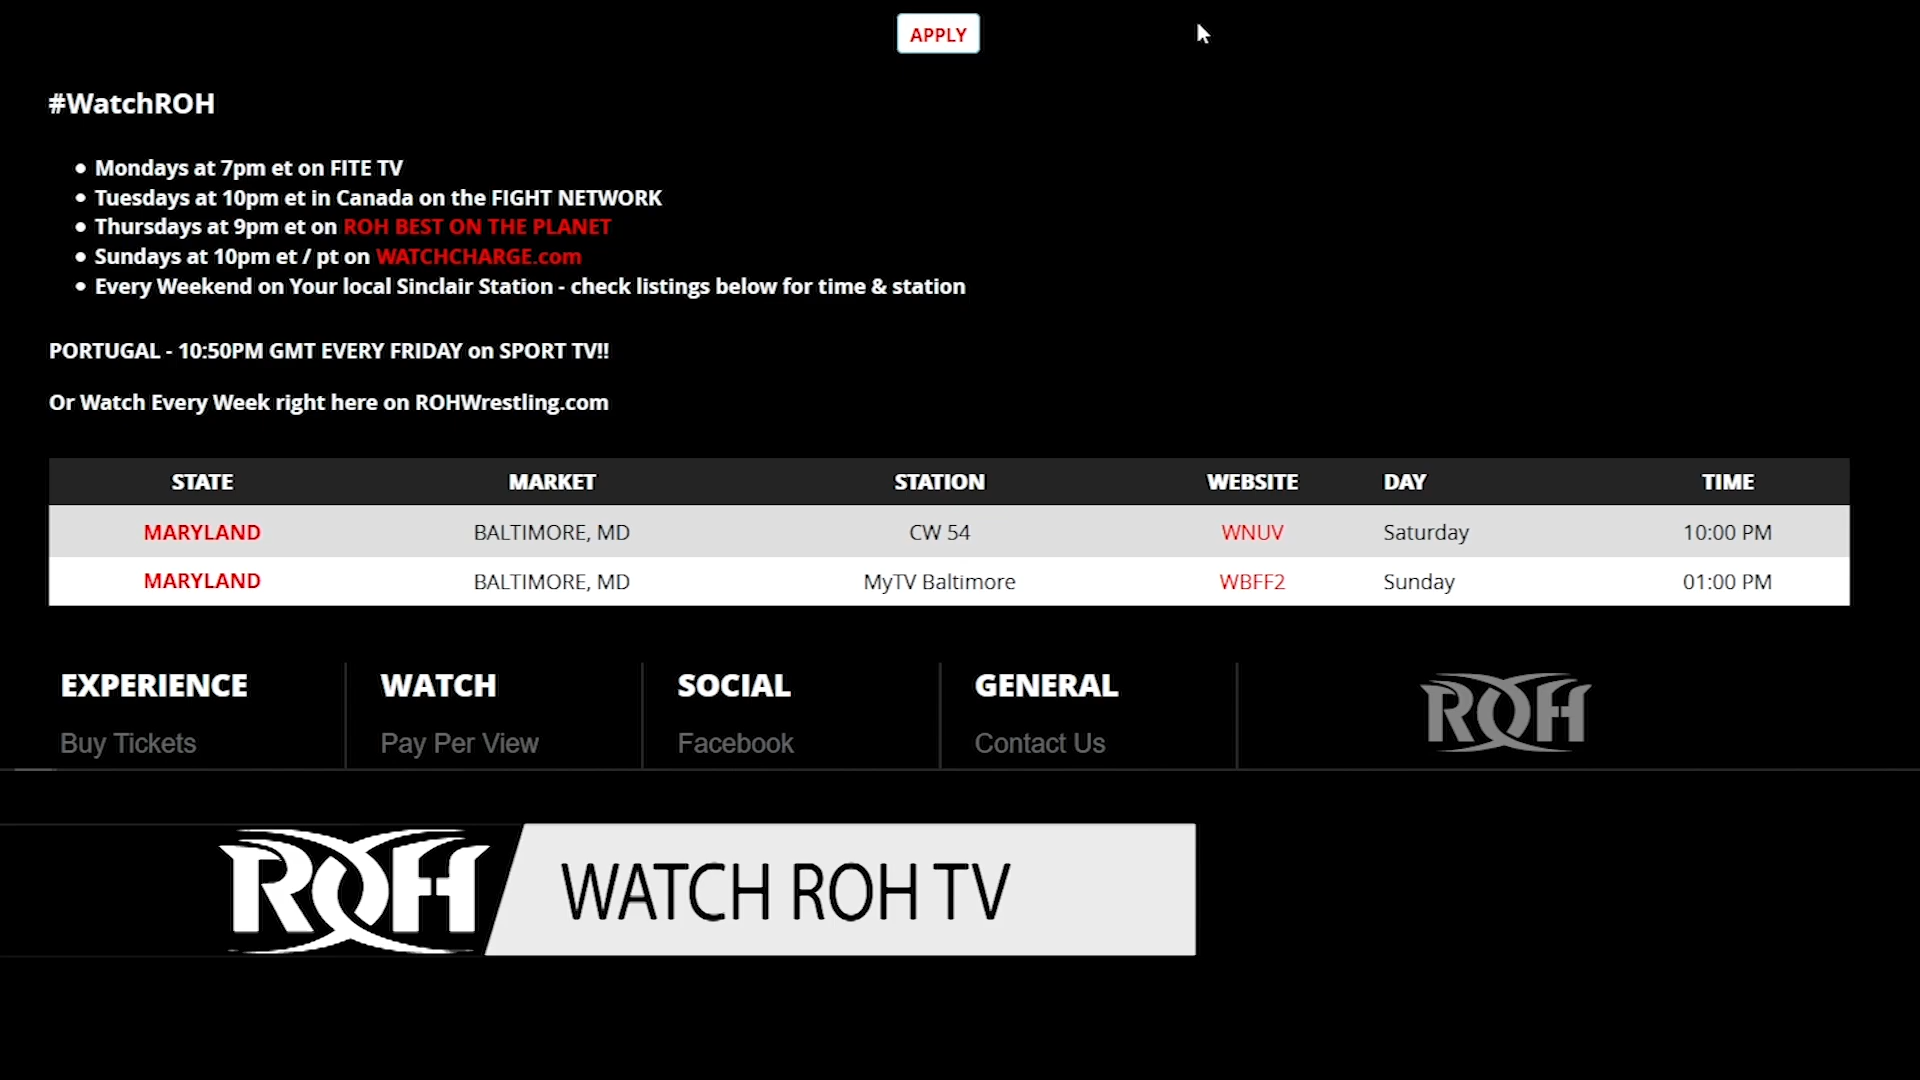 APPLY
#WatchROH
• Mondays at 7pm et on FITE TV
• Tuesdays at 10pm et in Canada on the FIGHT NETWORK
• Thursdays at 9pm et on ROH BEST ON THE PLANET
• Sundays at 10pm et / pt on WATCHCHARGE.com
• Every Weekend on Your local Sinclair Station - check listings below for time & station
PORTUGAL - 10:50PM GMT EVERY FRIDAY on SPORT TV!!
Or Watch Every Week right here on ROHWrestling.com
STATE MARKET STATION WEBSITE DAY TIME
MARYLAND BALTIMORE, MD CW 54 WNUV Saturday 10:00 PM
MARYLAND BALTIMORE, MD MyTV Baltimore WBFF2 Sunday 01:00 PM
EXPERIENCE WATCH SOCIAL GENERAL ROH
Buy Tickets Pay Per View Facebook Contact Us
ROH WATCH ROH TV